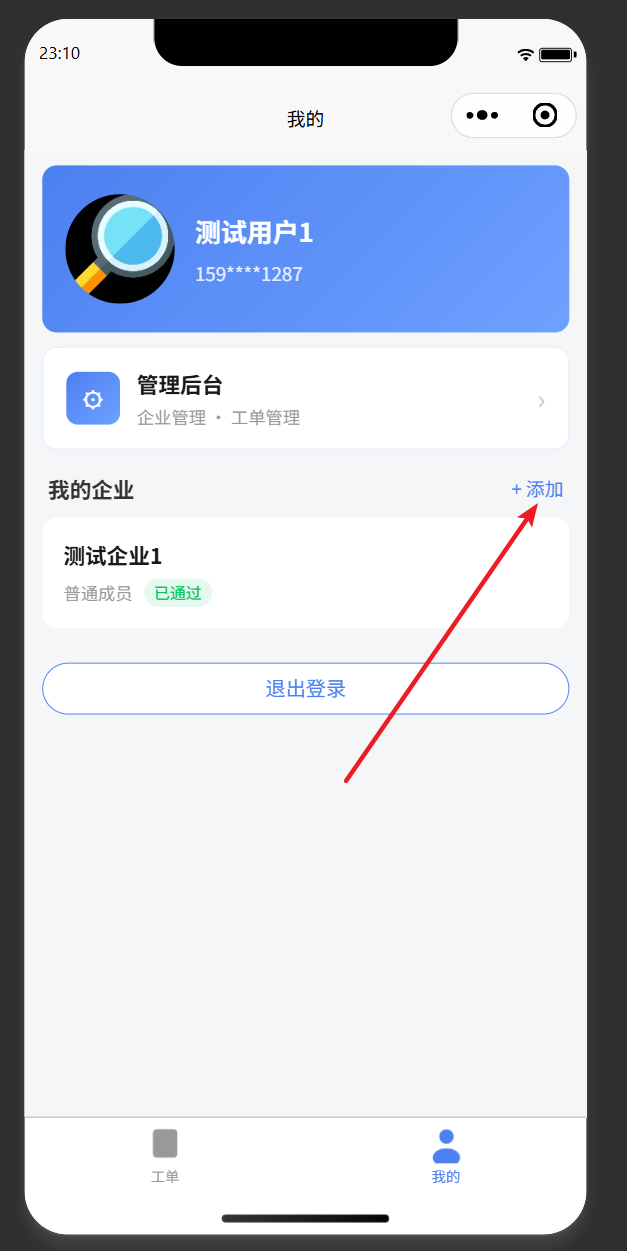 23:10
我的
测试用户1
159****1287
管理后台
企业管理 · 工单管理
我的企业
+ 添加
测试企业1
普通成员 已通过
退出登录
工单 我的